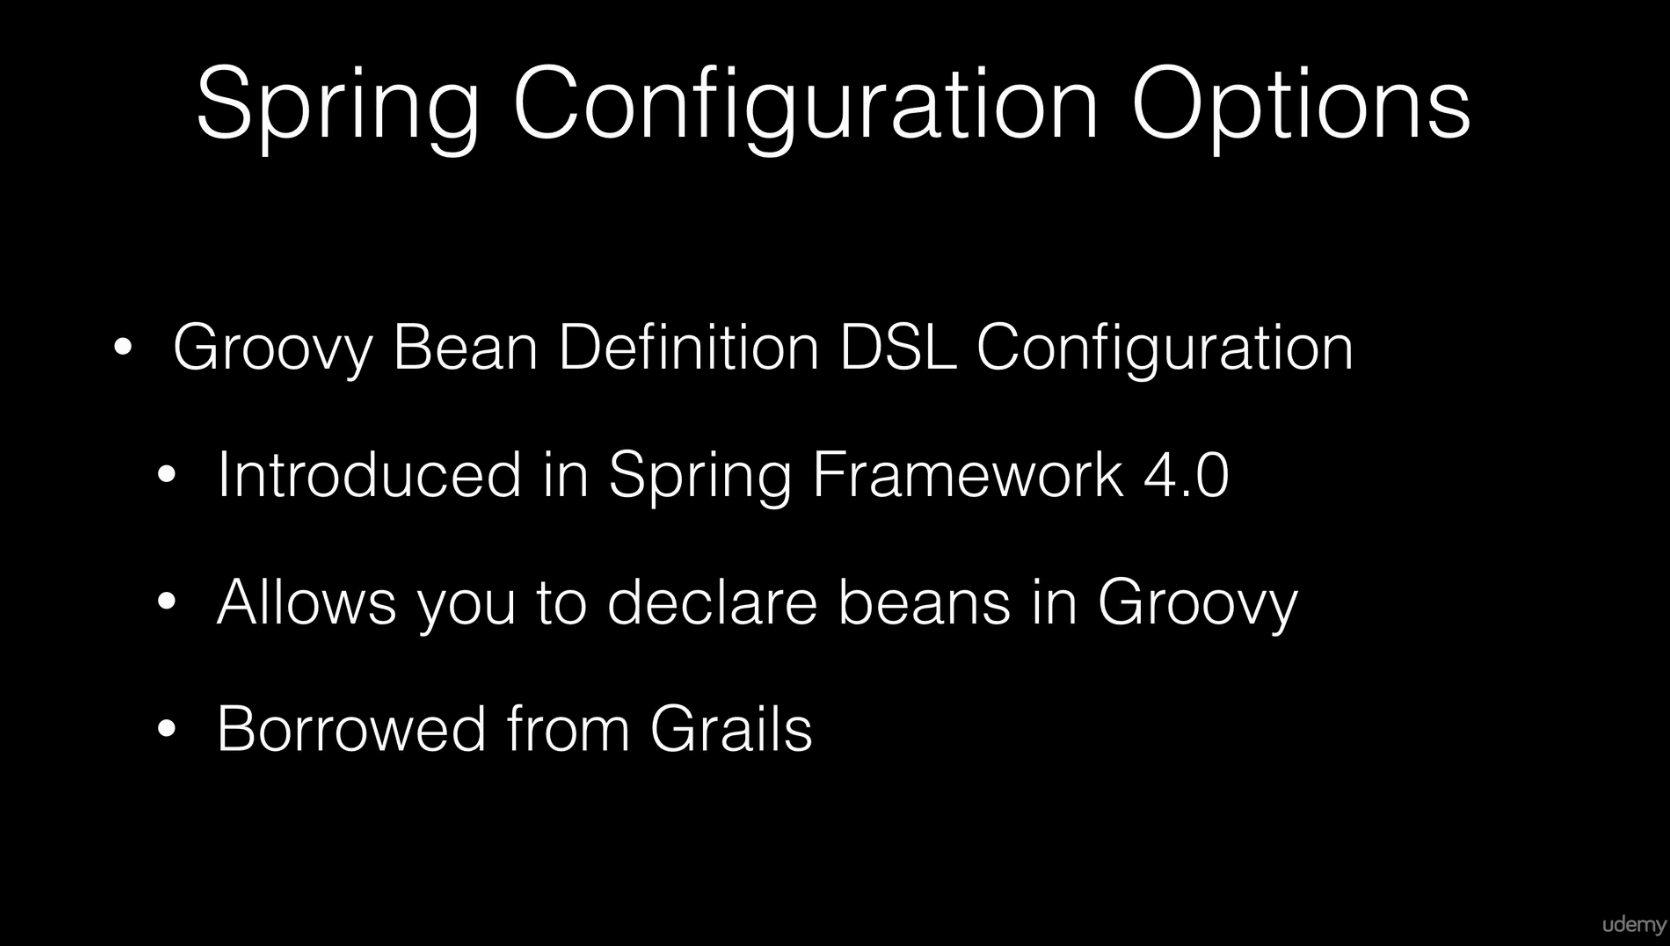 Spring Configuration Options
• Groovy Bean Definition DSL Configuration
• Introduced in Spring Framework 4.0
• Allows you to declare beans in Groovy
• Borrowed from Grails
udemy